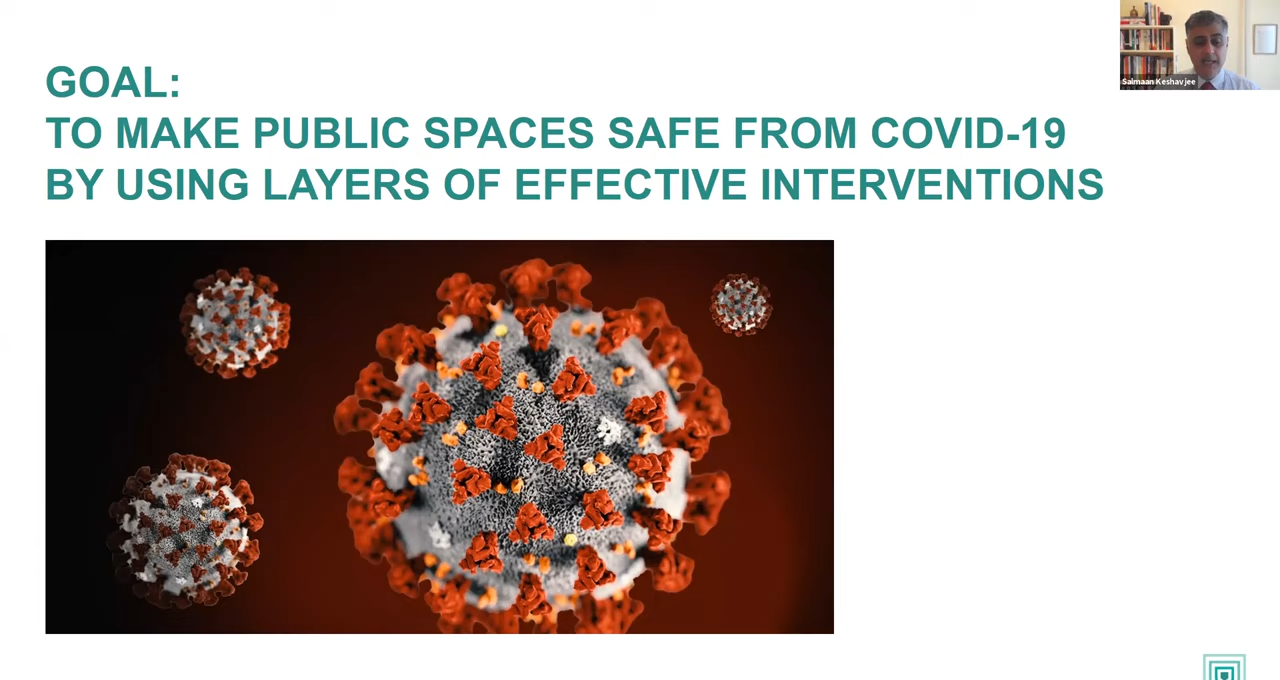 GOAL:
TO MAKE PUBLIC SPACES SAFE FROM COVID-19
BY USING LAYERS OF EFFECTIVE INTERVENTIONS
Salmaan Keshavjee